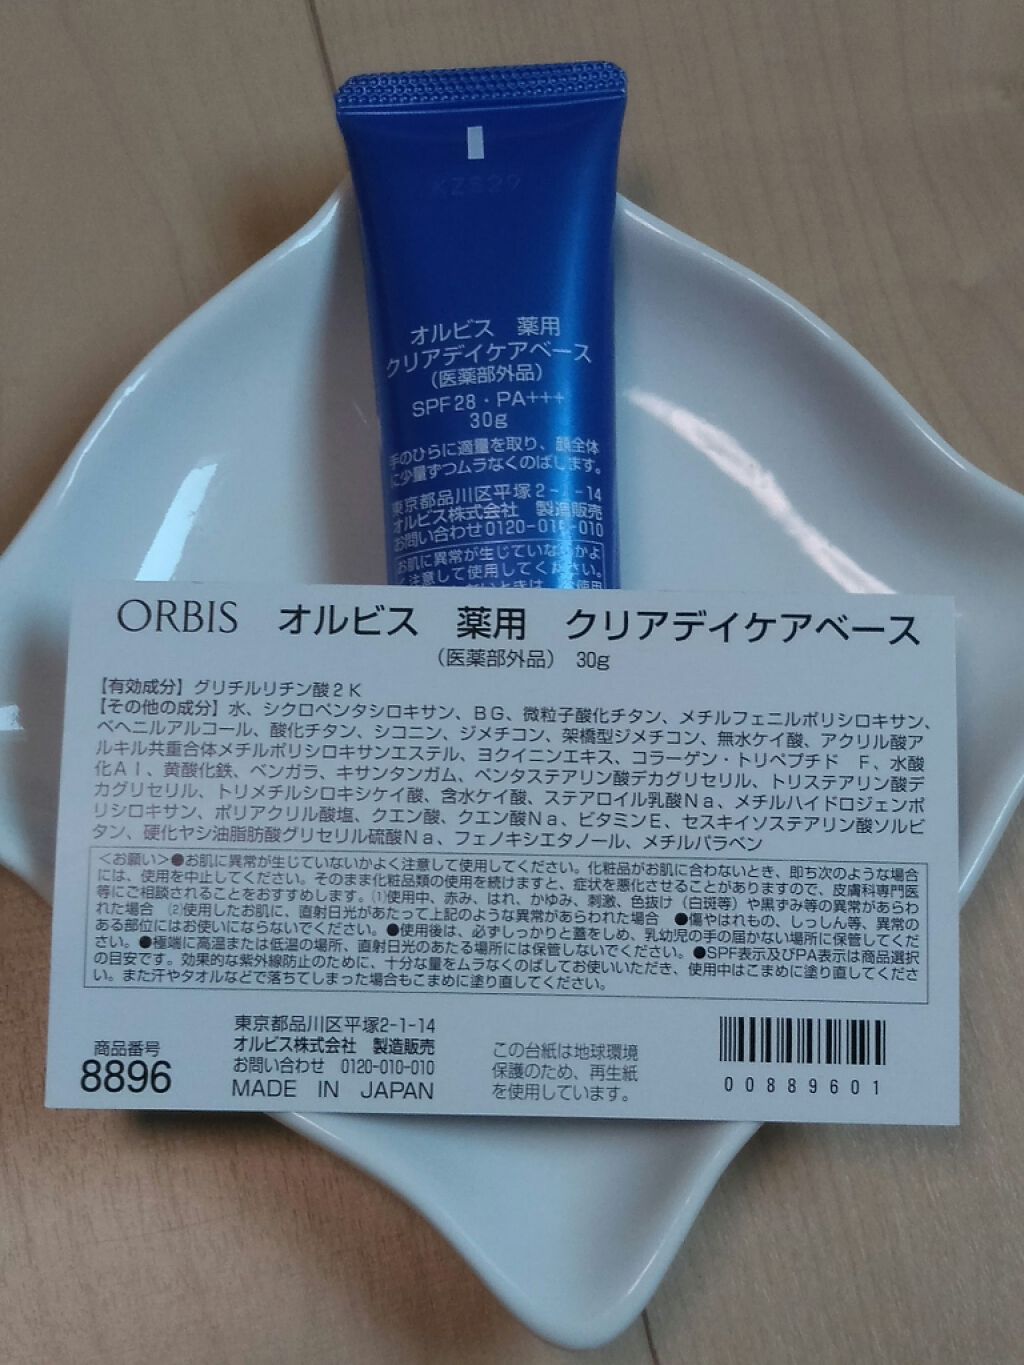 KZS39
オルビス 薬用
クリアデイケアベース
（医薬部外品）
SPF28・PA+++
30g
手のひらに適量を取り、顔全体
に少量ずつムラなくのばします。
東京都品川区平塚2-1-14
オルビス株式会社 製造販売
お問い合わせ0120-010-010
お肌に異常が生じていないかよ
く注意して使用してください。
ORBIS オルビス 薬用 クリアデイケアベース
（医薬部外品） 30g
【有効成分】グリチルリチン酸2K
【その他の成分】水、シクロペンタシロキサン、BG、微粒子酸化チタン、メチルフェニルポリシロキサン、
ベヘニルアルコール、酸化チタン、シコニン、ジメチコン、架橋型ジメチコン、無水ケイ酸、アクリル酸ア
ルキル共重合体メチルポリシロキサンエステル、ヨクイニンエキス、コラーゲン・トリペプチド F、水酸
化Al、黄酸化鉄、ベンガラ、キサンタンガム、ペンタステアリン酸デカグリセリル、トリステアリン酸デ
カグリセリル、トリメチルシロキシケイ酸、含水ケイ酸、ステアロイル乳酸Na、メチルハイドロジェンポ
リシロキサン、ポリアクリル酸塩、クエン酸、クエン酸Na、ビタミンE、セスキイソステアリン酸ソルビ
タン、硬化ヤシ油脂肪酸グリセリル硫酸Na、フェノキシエタノール、メチルパラベン
＜お願い＞●お肌に異常が生じていないかよく注意して使用してください。化粧品がお肌に合わないとき、即ち次のような場合
には、使用を中止してください。そのまま化粧品類の使用を続けますと、症状を悪化させることがありますので、皮膚科専門医
等にご相談されることをおすすめします。(1)使用中、赤み、はれ、かゆみ、刺激、色抜け（白斑等）や黒ずみ等の異常があらわ
れた場合 (2)使用したお肌に、直射日光があたって上記のような異常があらわれた場合 ●傷やはれもの、しっしん等、異常の
ある部位にはお使いにならないでください。●使用後は、必ずしっかりと蓋をしめ、乳幼児の手の届かない場所に保管してくだ
さい。●極端に高温または低温の場所、直射日光のあたる場所には保管しないでください。●SPF表示及びPA表示は商品選択
の目安です。効果的な紫外線防止のために、十分な量をムラなくのばしてお使いいただき、使用中はこまめに塗り直してくださ
い。また汗やタオルなどで落ちてしまった場合もこまめに塗り直してください。
商品番号
8896
東京都品川区平塚2-1-14
オルビス株式会社 製造販売
お問い合わせ 0120-010-010
MADE IN JAPAN
この台紙は地球環境
保護のため、再生紙
を使用しています。
00889601